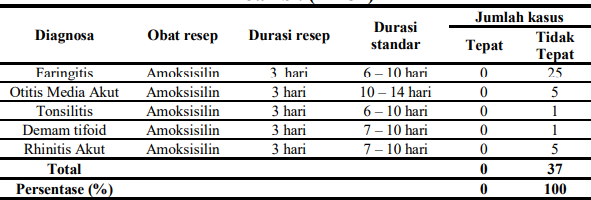 Diagnosa Obat resep Durasi resep Durasi standar Jumlah kasus
Tepat Tidak Tepat
Faringitis Amoksisilin 3 hari 6 – 10 hari 0 25
Otitis Media Akut Amoksisilin 3 hari 10 – 14 hari 0 5
Tonsilitis Amoksisilin 3 hari 6 – 10 hari 0 1
Demam tifoid Amoksisilin 3 hari 7 – 10 hari 0 1
Rhinitis Akut Amoksisilin 3 hari 7 – 10 hari 0 5
Total 0 37
Persentase (%) 0 100